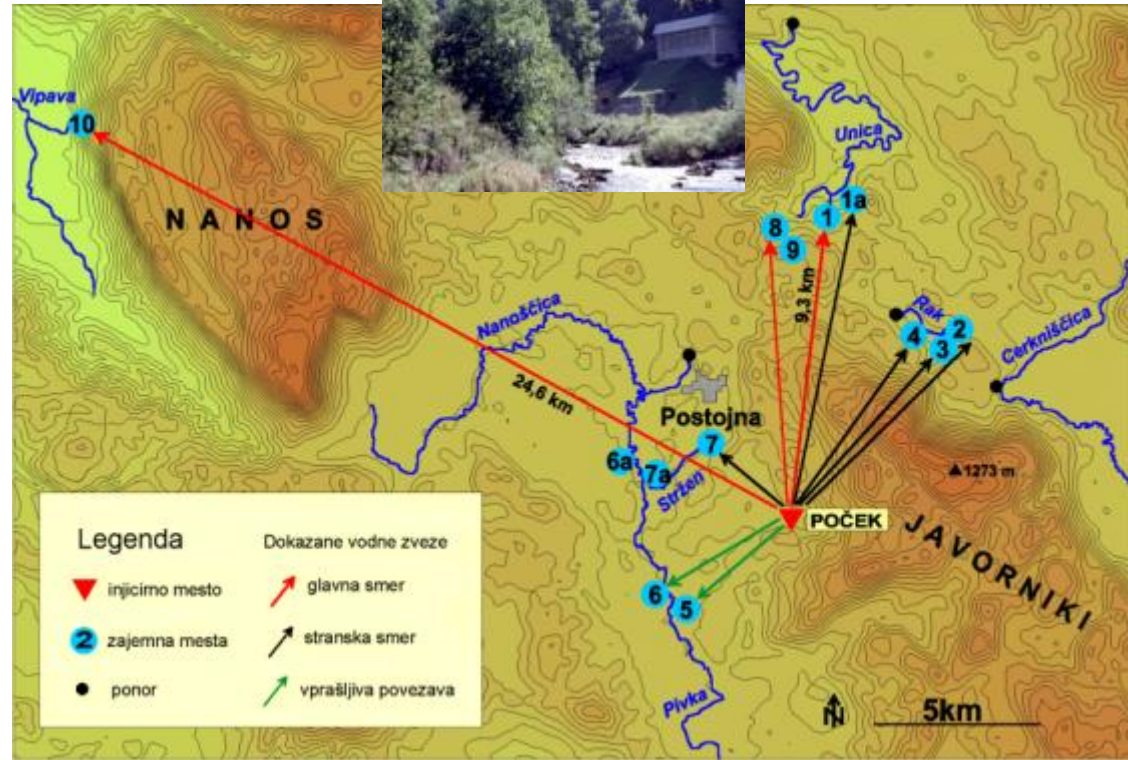 Vipava
10
NANOS
Unica
1a
1
8
9
9,3 km
Rak
4
3
2
Cerkniščica
Nanoščica
24,6 km
Postojna
7
6a
7a
Stržen
1273 m
POČEK
JAVORNIKI
6
5
Pivka
N
5km
Legenda
Dokazane vodne zveze
injicirno mesto
glavna smer
2
zajemna mesta
stranska smer
ponor
vprašljiva povezava